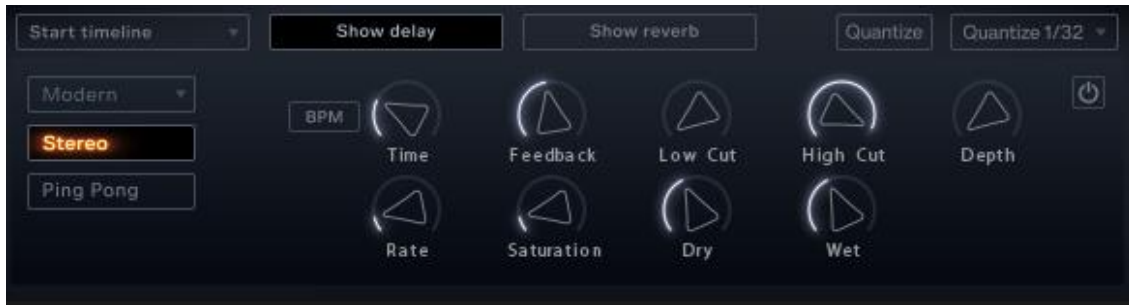 Start timeline
Show delay
Show reverb
Quantize
Quantize 1/32
Modern
Stereo
Ping Pong
BPM
Time
Feedback
Low Cut
High Cut
Depth
Rate
Saturation
Dry
Wet